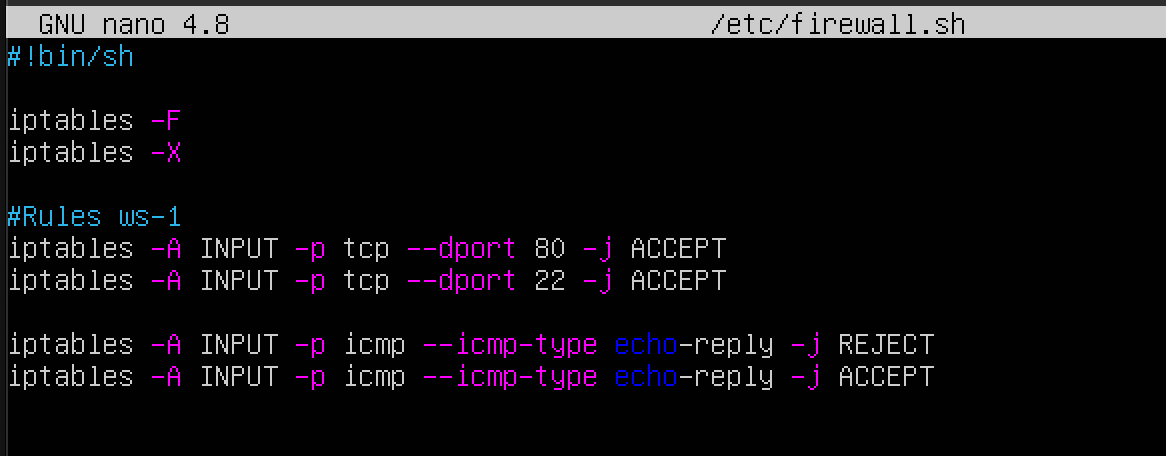 GNU nano 4.8 /etc/firewall.sh
#!bin/sh
iptables -F
iptables -X
#Rules ws-1
iptables -A INPUT -p tcp --dport 80 -j ACCEPT
iptables -A INPUT -p tcp --dport 22 -j ACCEPT
iptables -A INPUT -p icmp --icmp-type echo-reply -j REJECT
iptables -A INPUT -p icmp --icmp-type echo-reply -j ACCEPT